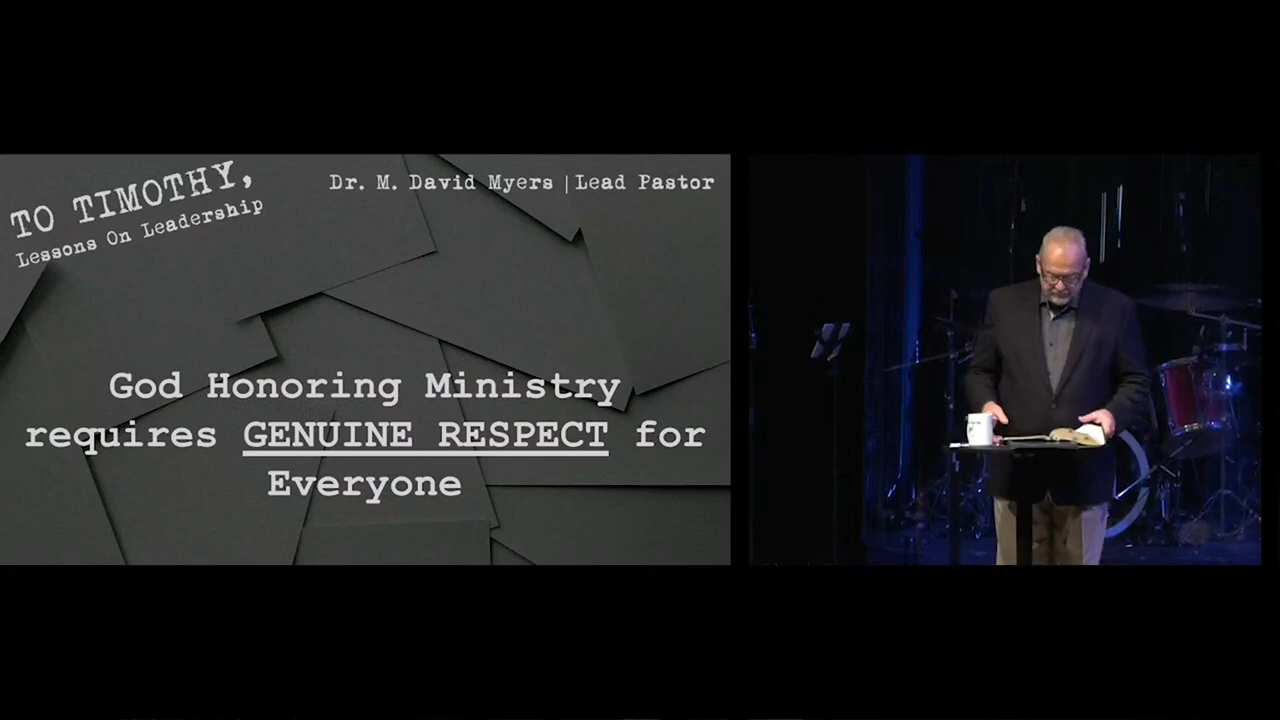 TO TIMOTHY,
Lessons On Leadership
Dr. M. David Myers |Lead Pastor
God Honoring Ministry
requires GENUINE RESPECT for
Everyone